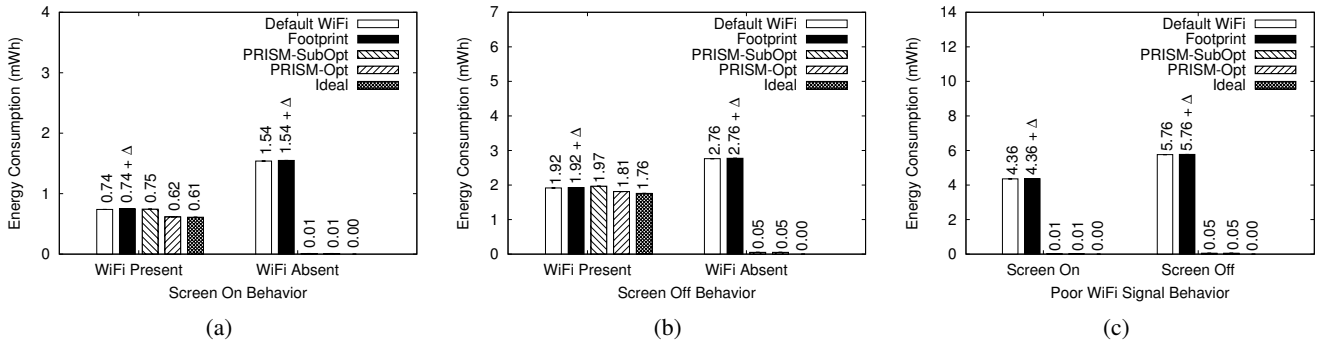 4
3
2
1
0
Energy Consumption (mWh)
Default WiFi
Footprint
PRISM-SubOpt
PRISM-Opt
Ideal
0.74
0.74 + Δ
0.75
0.62
0.61
1.54
1.54 + Δ
0.01
0.01
0.00
WiFi Present
WiFi Absent
Screen On Behavior
(a)
7
6
5
4
3
2
1
0
Energy Consumption (mWh)
Default WiFi
Footprint
PRISM-SubOpt
PRISM-Opt
Ideal
1.92
1.92 + Δ
1.97
1.81
1.76
2.76
2.76 + Δ
0.05
0.05
0.00
WiFi Present
WiFi Absent
Screen Off Behavior
(b)
14
12
10
8
6
4
2
0
Energy Consumption (mWh)
Default WiFi
Footprint
PRISM-SubOpt
PRISM-Opt
Ideal
4.36
4.36 + Δ
0.01
0.01
0.00
5.76
5.76 + Δ
0.05
0.05
0.00
Screen On
Screen Off
Poor WiFi Signal Behavior
(c)